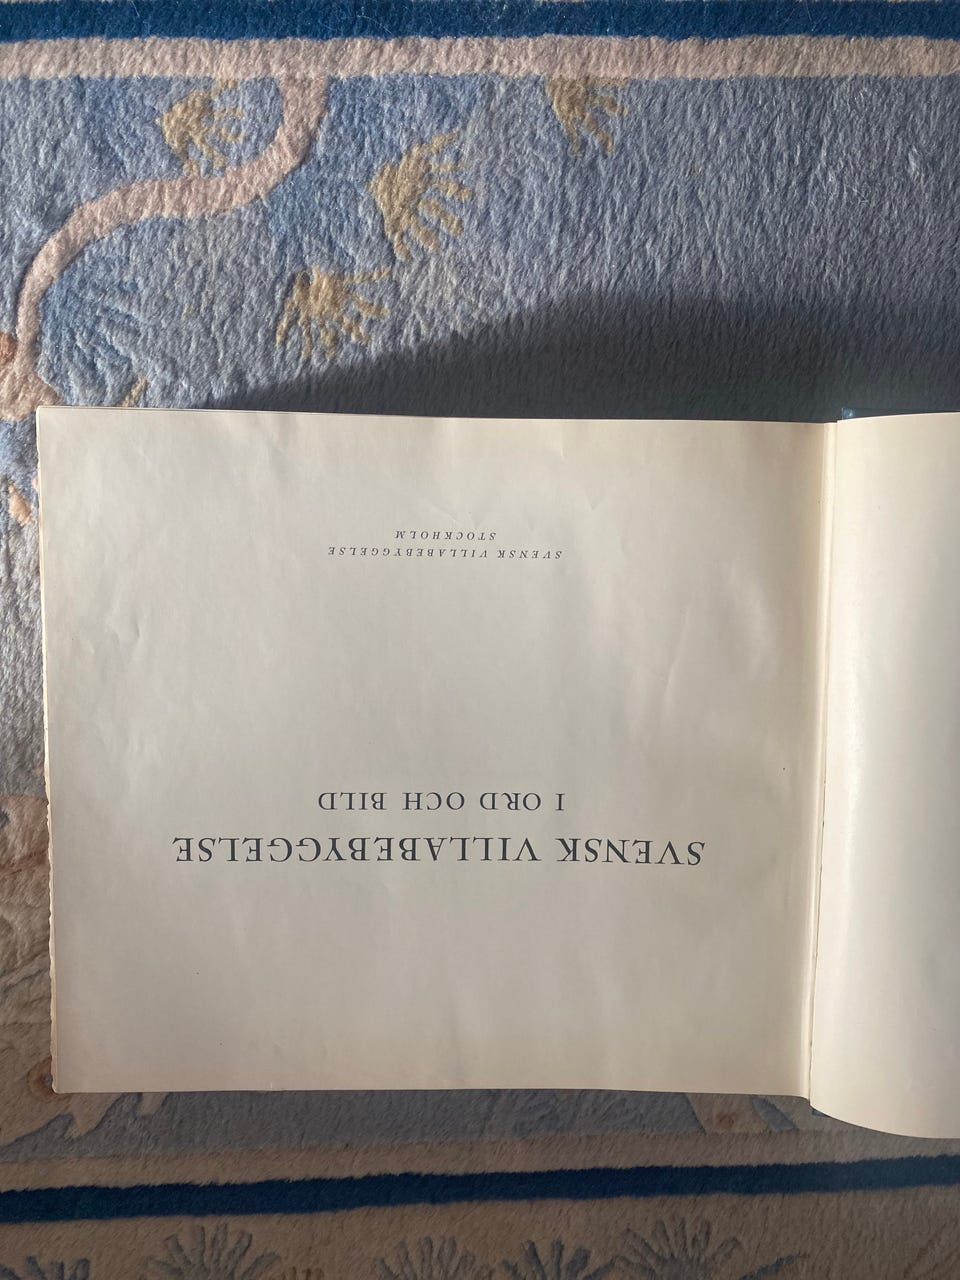 SVENSK VILLABEBYGGELSE
I ORD OCH BILD
SVENSK VILLABEBYGGELSE
STOCKHOLM